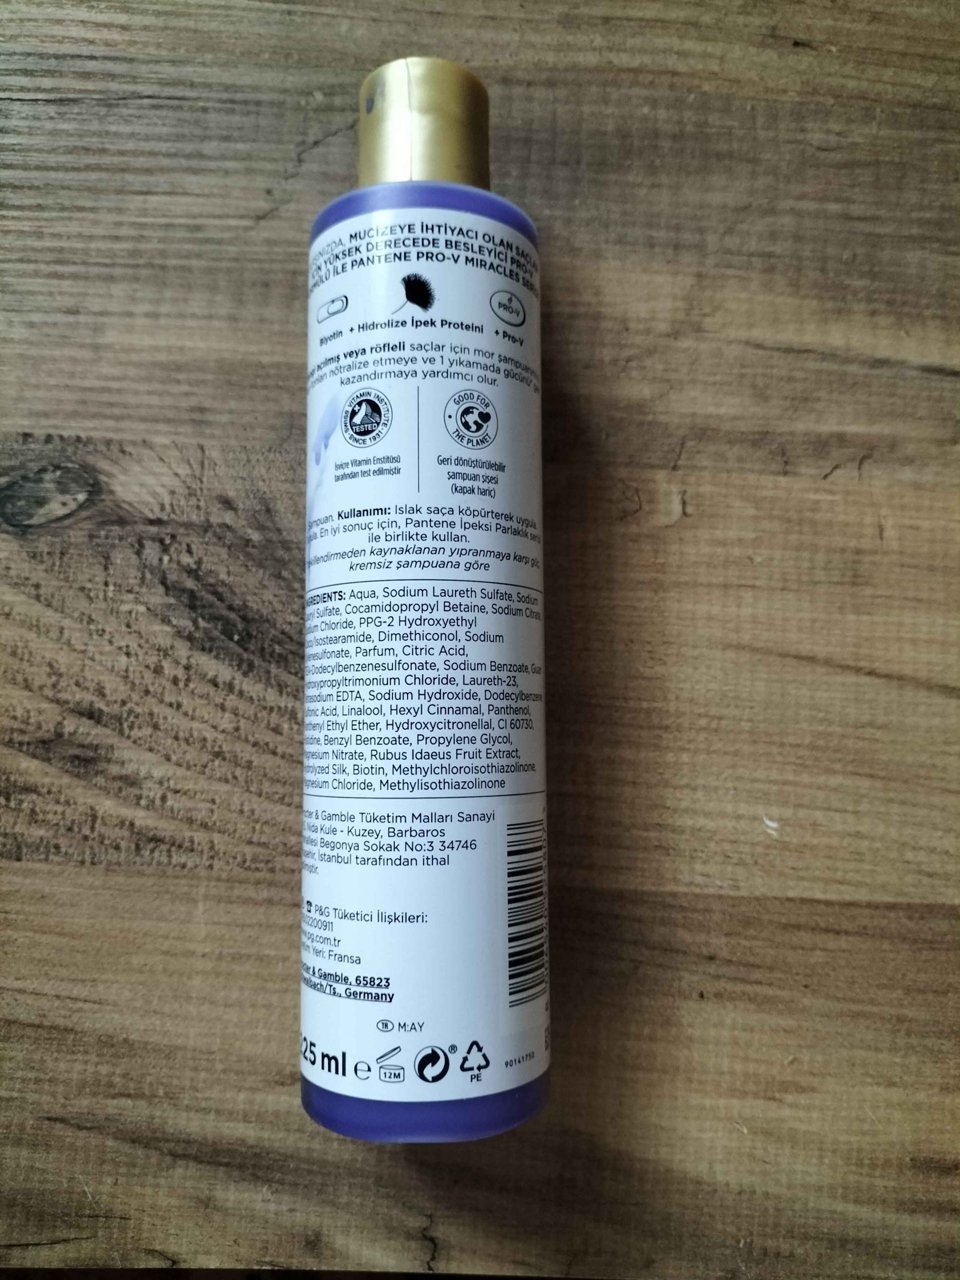 MUCİZEYE İHTİYACI OLAN SAÇLAR
İÇİN YÜKSEK DERECEDE BESLEYİCİ PRO-V
İLE PANTENE PRO-V MIRACLES
PRO-V
Biyotin + Hidrolize İpek Proteini + Pro-V
açılmış veya röfleli saçlar için mor
nötralize etmeye ve 1 yıkamada gücünü*
kazandırmaya yardımcı olur.
SWISS VITAMIN INSTITUTE
TESTED
SINCE 1931
GOOD FOR
THE PLANET
İsviçre Vitamin Enstitüsü
tarafından test edilmiştir
Geri dönüştürülebilir
şampuan şişesi
(kapak hariç)
Kullanımı: Islak saça köpürterek uygula,
En iyi sonuç için, Pantene İpeksi Parlaklık
ile birlikte kullan.
kaynaklanan yıpranmaya karşı
kremsiz şampuana göre
Aqua, Sodium Laureth Sulfate, Sodium
Sulfate, Cocamidopropyl Betaine, Sodium Citrate,
Chloride, PPG-2 Hydroxyethyl
Dimethicone, Sodium
Parfum, Citric Acid,
Sodium Benzoate, Guar
Chloride, Laureth-23,
EDTA, Sodium Hydroxide, Dodecylbenzene
Acid, Linalool, Hexyl Cinnamal, Panthenol,
Ethyl Ether, Hydroxycitronellal, CI 60730,
Benzyl Benzoate, Propylene Glycol,
Nitrate, Rubus Idaeus Fruit Extract,
Silk, Biotin, Methylchloroisothiazolinone,
Chloride, Methylisothiazolinone
& Gamble Tüketim Malları Sanayi
Nida Kule - Kuzey, Barbaros
Begonya Sokak No:3 34746
İstanbul tarafından ithal
P&G Tüketici İlişkileri:
Yeri: Fransa
& Gamble, 65823
Germany
TR M:AY
25 ml e 12M ® PE
90141750